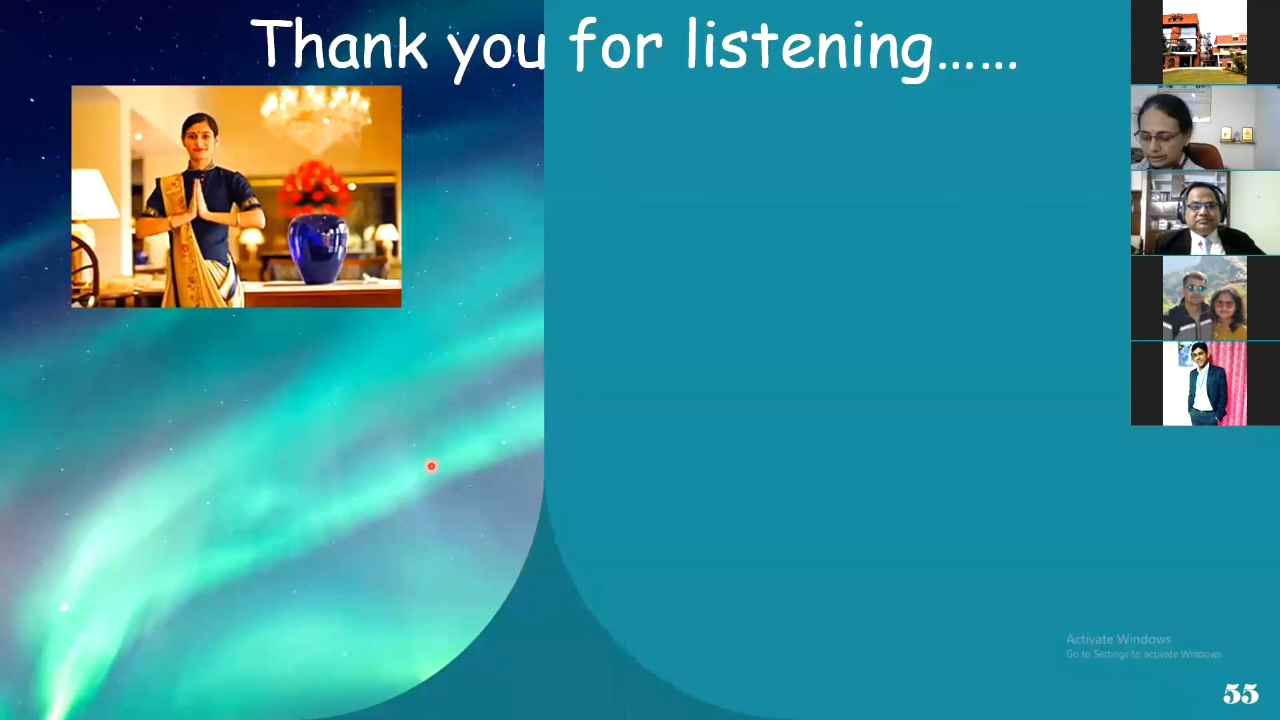 Thank you for listening......
Activate Windows
Go to Settings to activate Windows.
55